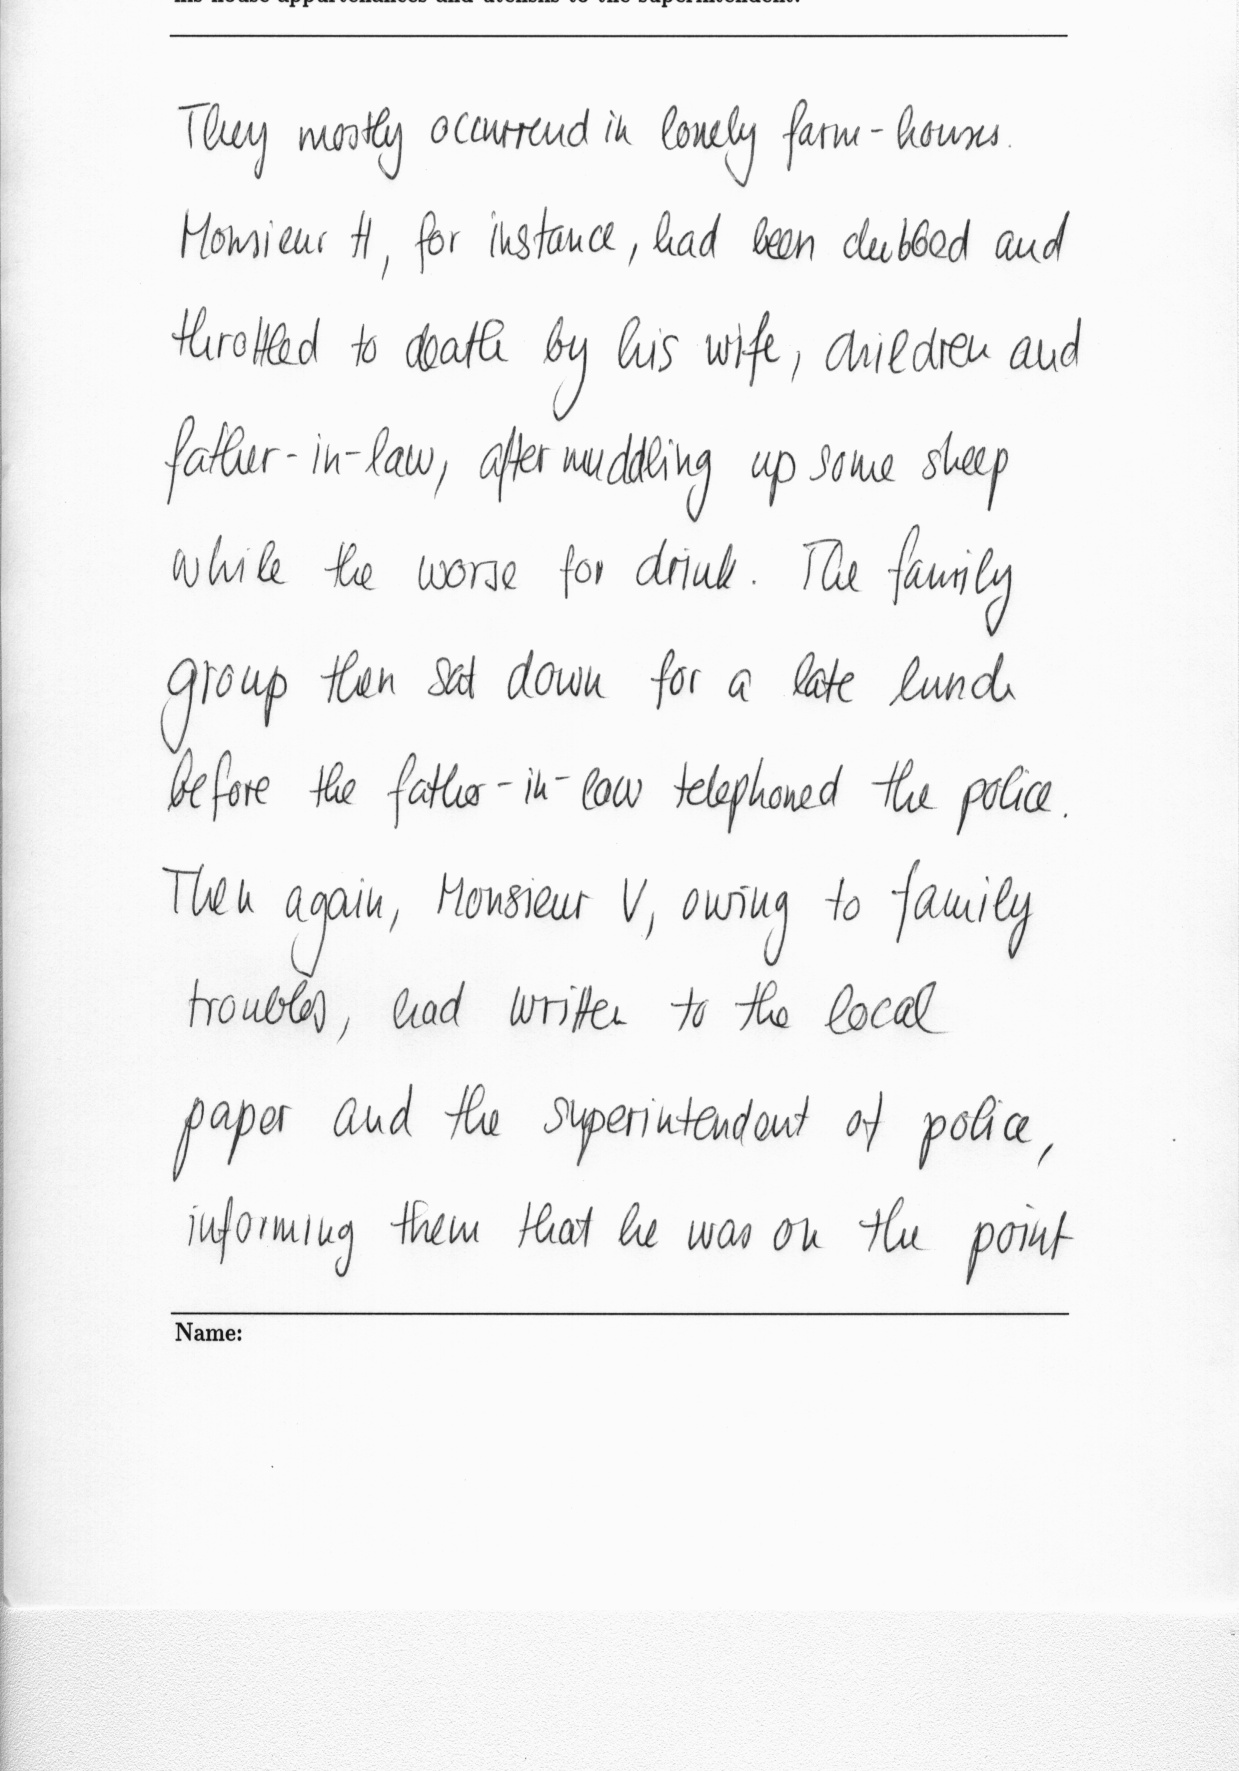 his house appurtenances and utensils to the superintendent.
They mostly occurrend in lonely farm-houses.
Monsieur H, for instance, had been clubbed and
throttled to death by his wife, children and
father-in-law, after muddling up some sheep
while the worse for drink. The family
group then sat down for a late lunch
before the father-in-law telephoned the police.
Then again, Monsieur V, owing to family
troubles, had written to the local
paper and the superintendent of police,
informing them that he was on the point
Name: